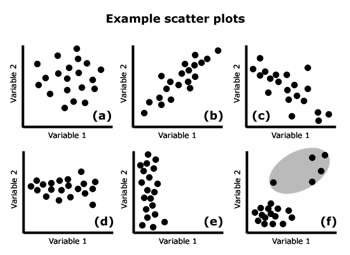 Example scatter plots
Variable 2
(a)
Variable 1
Variable 2
(b)
Variable 1
Variable 2
(c)
Variable 1
Variable 2
(d)
Variable 1
Variable 2
(e)
Variable 1
Variable 2
(f)
Variable 1